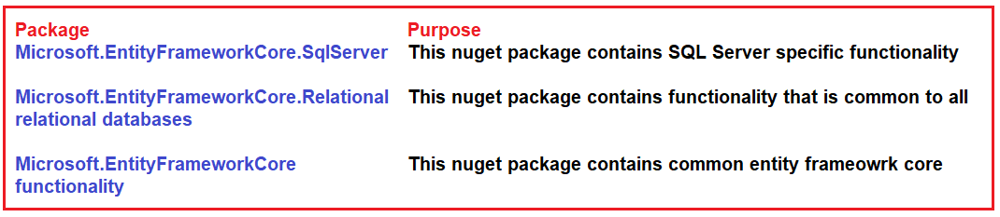 Package Purpose
Microsoft.EntityFrameworkCore.SqlServer This nuget package contains SQL Server specific functionality
Microsoft.EntityFrameworkCore.Relational This nuget package contains functionality that is common to all
relational databases
Microsoft.EntityFrameworkCore This nuget package contains common entity frameowrk core
functionality